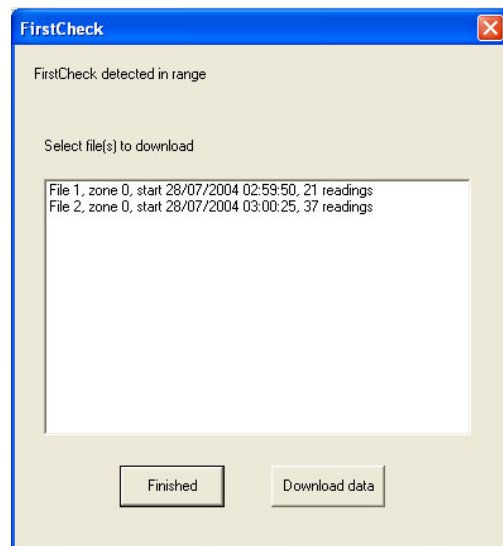 FirstCheck
FirstCheck detected in range
Select file(s) to download
File 1, zone 0, start 28/07/2004 02:59:50, 21 readings
File 2, zone 0, start 28/07/2004 03:00:25, 37 readings
Finished
Download data